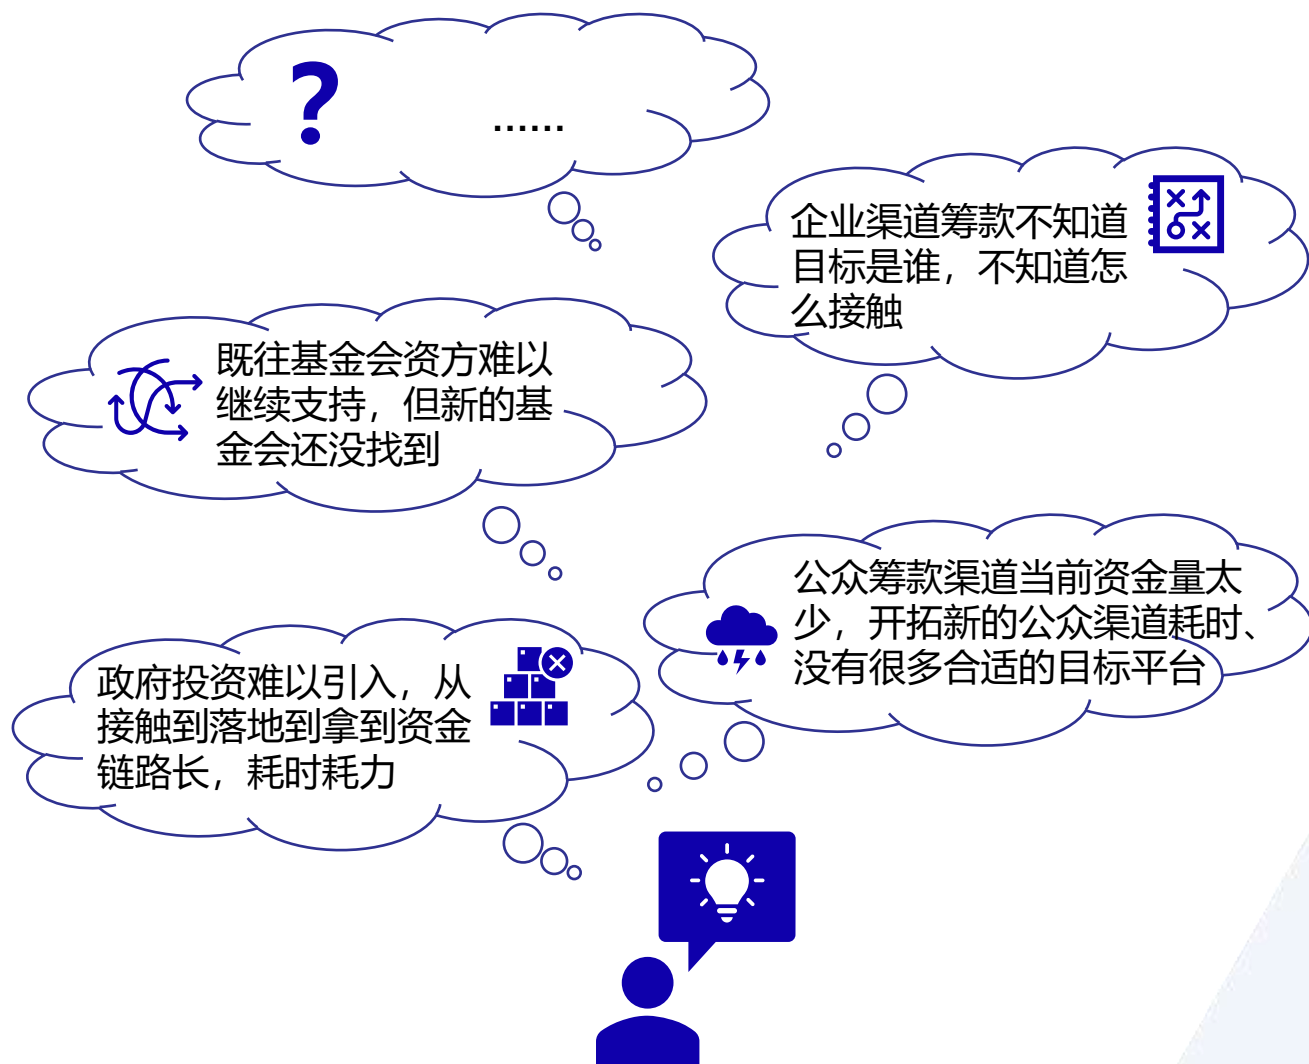 ?
......
企业渠道筹款不知道
目标是谁，不知道怎
么接触
既往基金会资方难以
继续支持，但新的基
金会还没找到
公众筹款渠道当前资金量太
少，开拓新的公众渠道耗时、
没有很多合适的目标平台
政府投资难以引入，从
接触到落地到拿到资金
链路长，耗时耗力